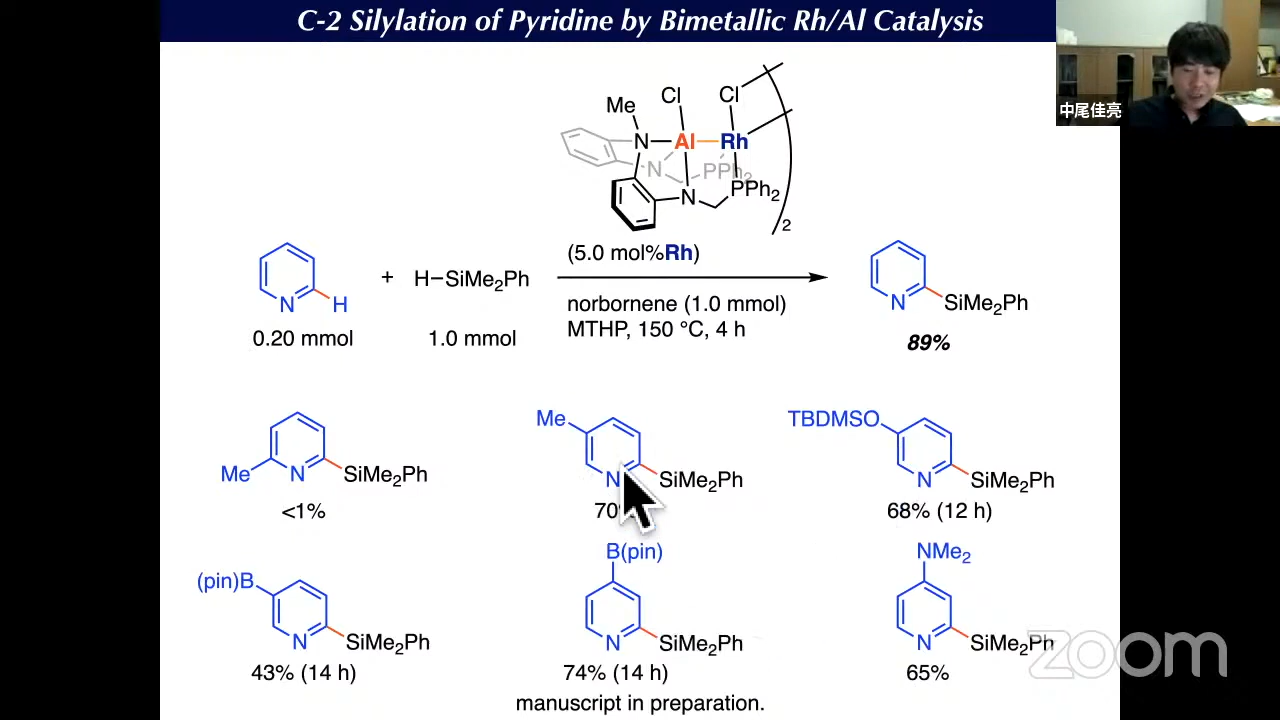 C-2 Silylation of Pyridine by Bimetallic Rh/Al Catalysis
中尾佳亮
Me
Cl
Cl
N
Al
Rh
N
PPh2
N
PPh2
2
(5.0 mol%Rh)
N
H
+
H–SiMe2Ph
norbornene (1.0 mmol)
MTHP, 150 °C, 4 h
N
SiMe2Ph
0.20 mmol
1.0 mmol
89%
Me
N
SiMe2Ph
<1%
Me
N
SiMe2Ph
70
TBDMSO
N
SiMe2Ph
68% (12 h)
(pin)B
N
SiMe2Ph
43% (14 h)
B(pin)
N
SiMe2Ph
74% (14 h)
NMe2
N
SiMe2Ph
65%
manuscript in preparation.
zoom